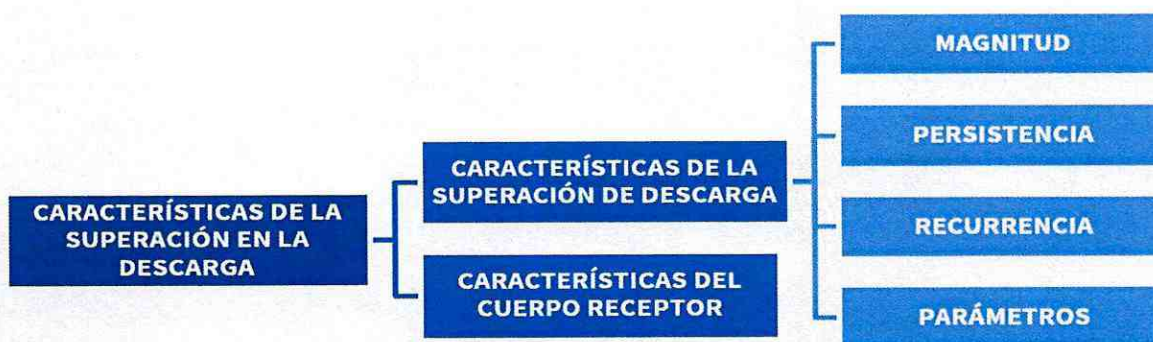 CARACTERÍSTICAS DE LA
SUPERACIÓN EN LA
DESCARGA
CARACTERÍSTICAS DE LA
SUPERACIÓN DE DESCARGA
CARACTERÍSTICAS DEL
CUERPO RECEPTOR
MAGNITUD
PERSISTENCIA
RECURRENCIA
PARÁMETROS